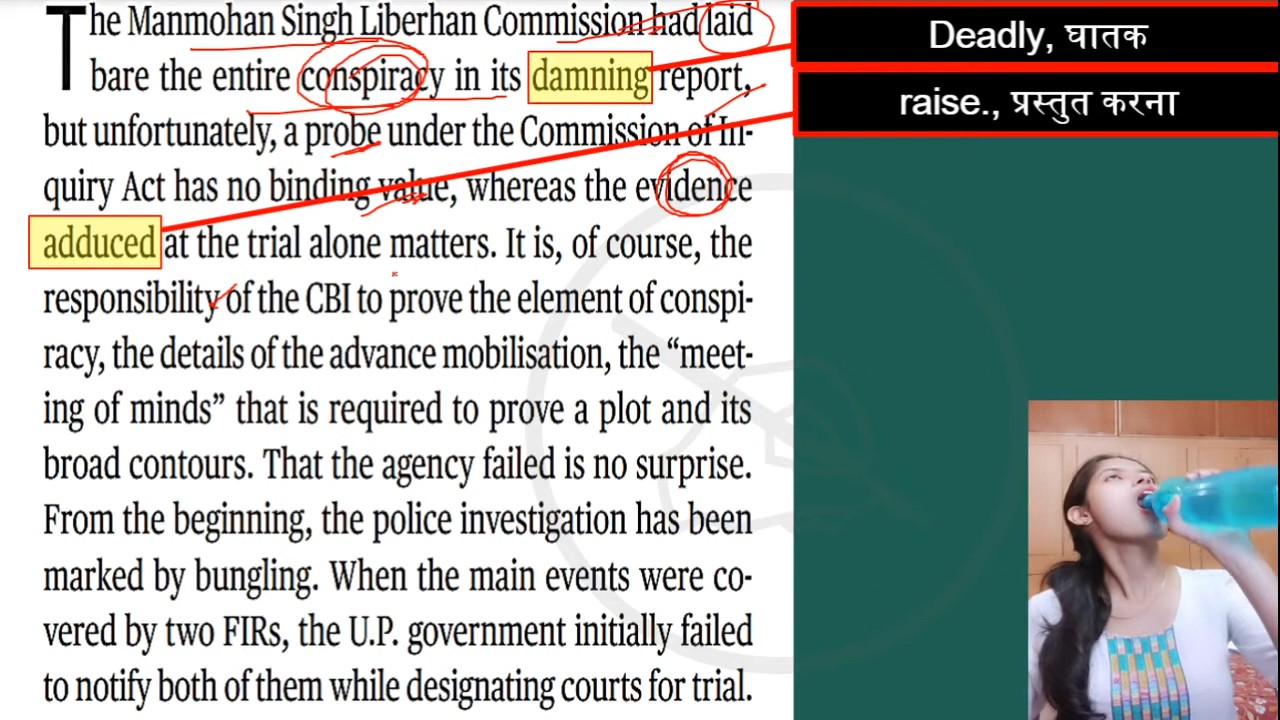 The Manmohan Singh Liberhan Commission had laid
bare the entire conspiracy in its damning report,
but unfortunately, a probe under the Commission of In-
quiry Act has no binding value, whereas the evidence
adduced at the trial alone matters. It is, of course, the
responsibility of the CBI to prove the element of conspi-
racy, the details of the advance mobilisation, the “meet-
ing of minds” that is required to prove a plot and its
broad contours. That the agency failed is no surprise.
From the beginning, the police investigation has been
marked by bungling. When the main events were co-
vered by two FIRs, the U.P. government initially failed
to notify both of them while designating courts for trial.
Deadly, घातक
raise., प्रस्तुत करना